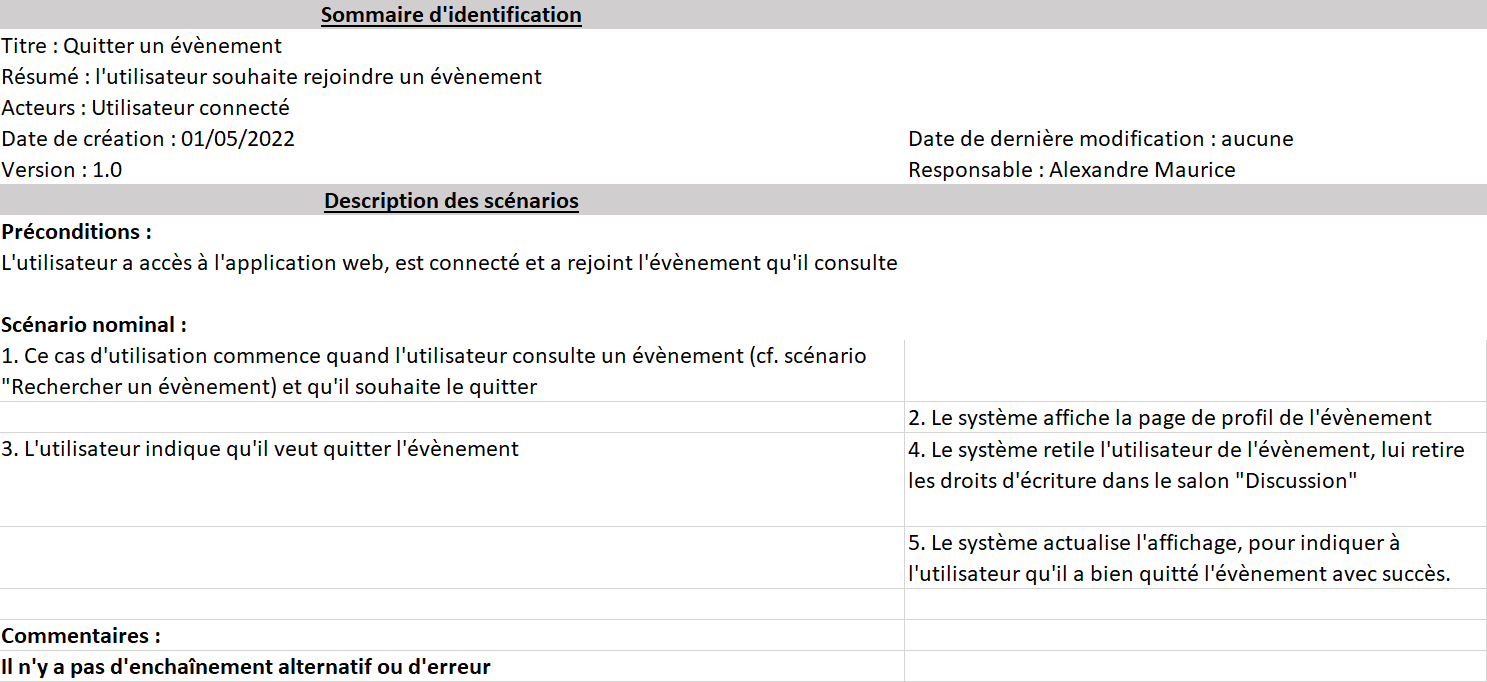 Sommaire d'identification
Titre : Quitter un évènement
Résumé : l'utilisateur souhaite rejoindre un évènement
Acteurs : Utilisateur connecté
Date de création : 01/05/2022
Date de dernière modification : aucune
Version : 1.0
Responsable : Alexandre Maurice
Description des scénarios
Préconditions :
L'utilisateur a accès à l'application web, est connecté et a rejoint l'évènement qu'il consulte
Scénario nominal :
1. Ce cas d'utilisation commence quand l'utilisateur consulte un évènement (cf. scénario
"Rechercher un évènement) et qu'il souhaite le quitter
2. Le système affiche la page de profil de l'évènement
3. L'utilisateur indique qu'il veut quitter l'évènement
4. Le système retile l'utilisateur de l'évènement, lui retire
les droits d'écriture dans le salon "Discussion"
5. Le système actualise l'affichage, pour indiquer à
l'utilisateur qu'il a bien quitté l'évènement avec succès.
Commentaires :
Il n'y a pas d'enchaînement alternatif ou d'erreur